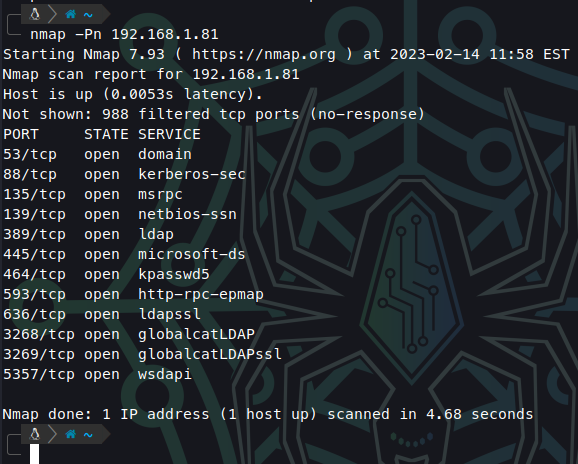 ~
nmap -Pn 192.168.1.81
Starting Nmap 7.93 ( https://nmap.org ) at 2023-02-14 11:58 EST
Nmap scan report for 192.168.1.81
Host is up (0.0053s latency).
Not shown: 988 filtered tcp ports (no-response)
PORT     STATE SERVICE
53/tcp   open  domain
88/tcp   open  kerberos-sec
135/tcp  open  msrpc
139/tcp  open  netbios-ssn
389/tcp  open  ldap
445/tcp  open  microsoft-ds
464/tcp  open  kpasswd5
593/tcp  open  http-rpc-epmap
636/tcp  open  ldapssl
3268/tcp open  globalcatLDAP
3269/tcp open  globalcatLDAPssl
5357/tcp open  wsdapi
Nmap done: 1 IP address (1 host up) scanned in 4.68 seconds
~